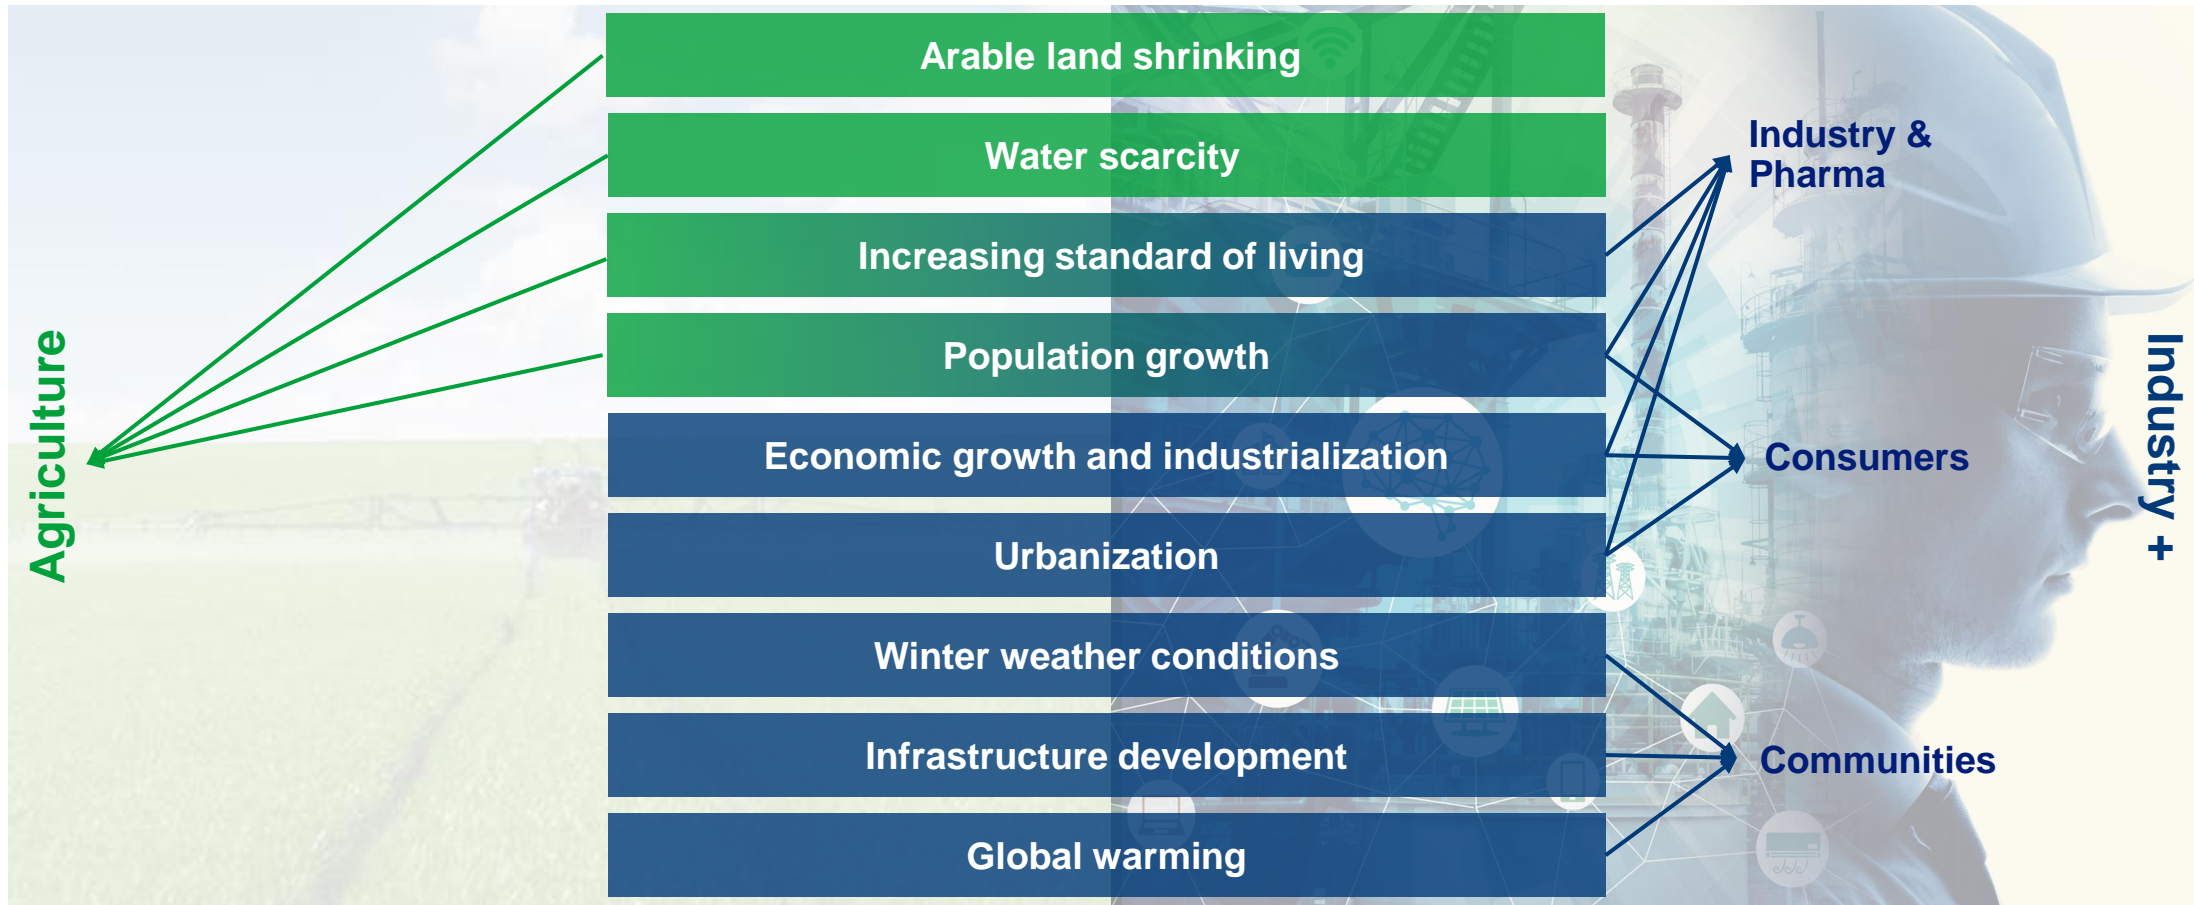 Agriculture
Arable land shrinking
Water scarcity
Increasing standard of living
Population growth
Economic growth and industrialization
Urbanization
Winter weather conditions
Infrastructure development
Global warming
Industry &
Pharma
Consumers
Communities
Industry +